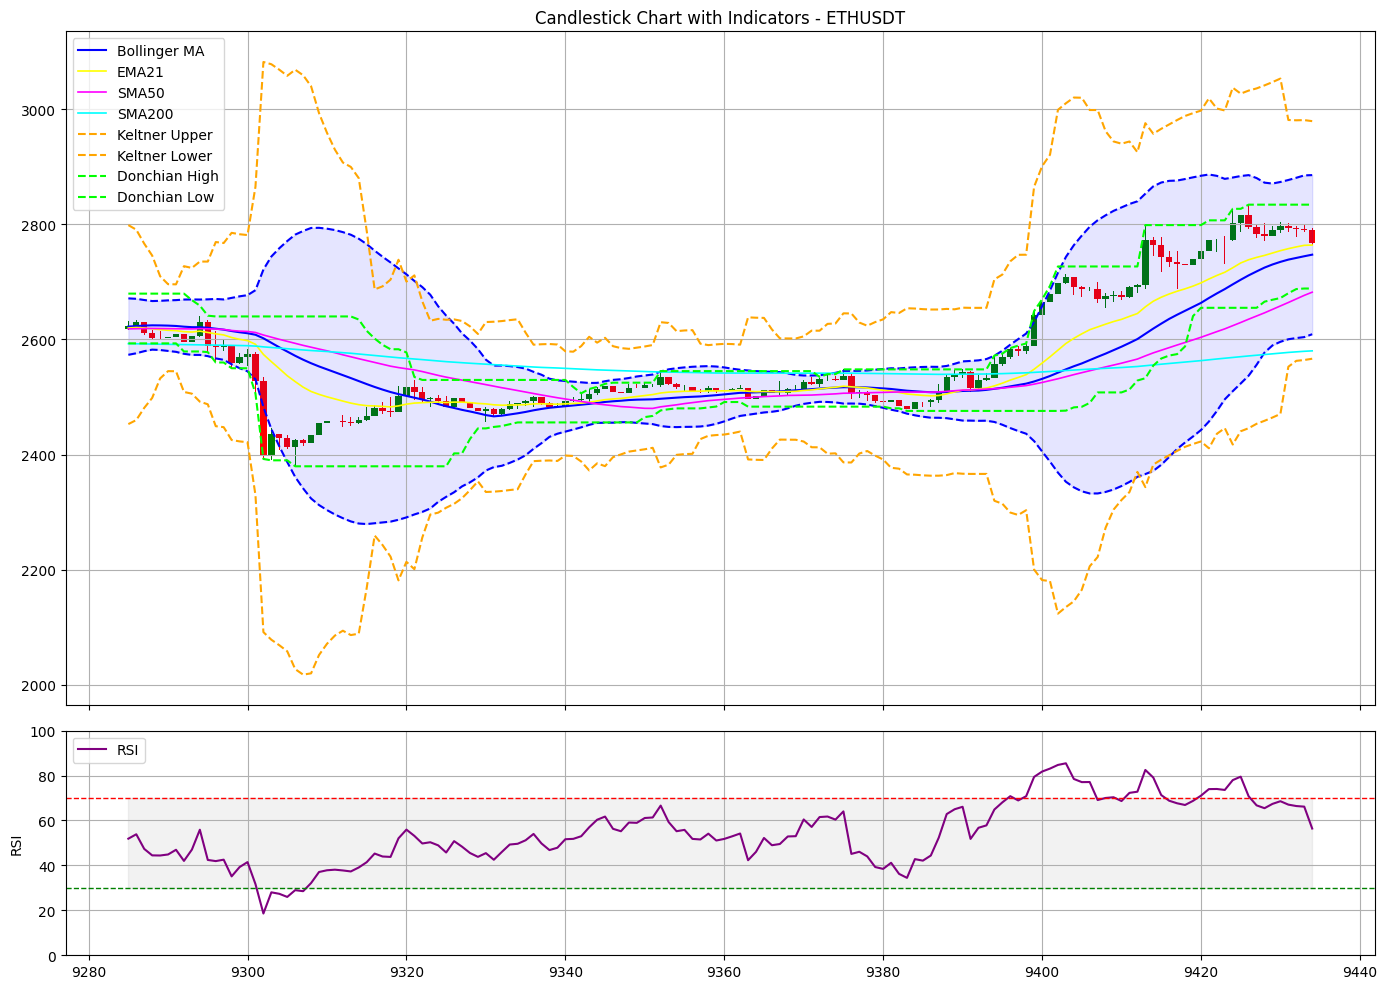 Candlestick Chart with Indicators - ETHUSDT
Bollinger MA
EMA21
SMA50
SMA200
Keltner Upper
Keltner Lower
Donchian High
Donchian Low
3000
2800
2600
2400
2200
2000
RSI
100
80
60
40
20
0
RSI
9280
9300
9320
9340
9360
9380
9400
9420
9440